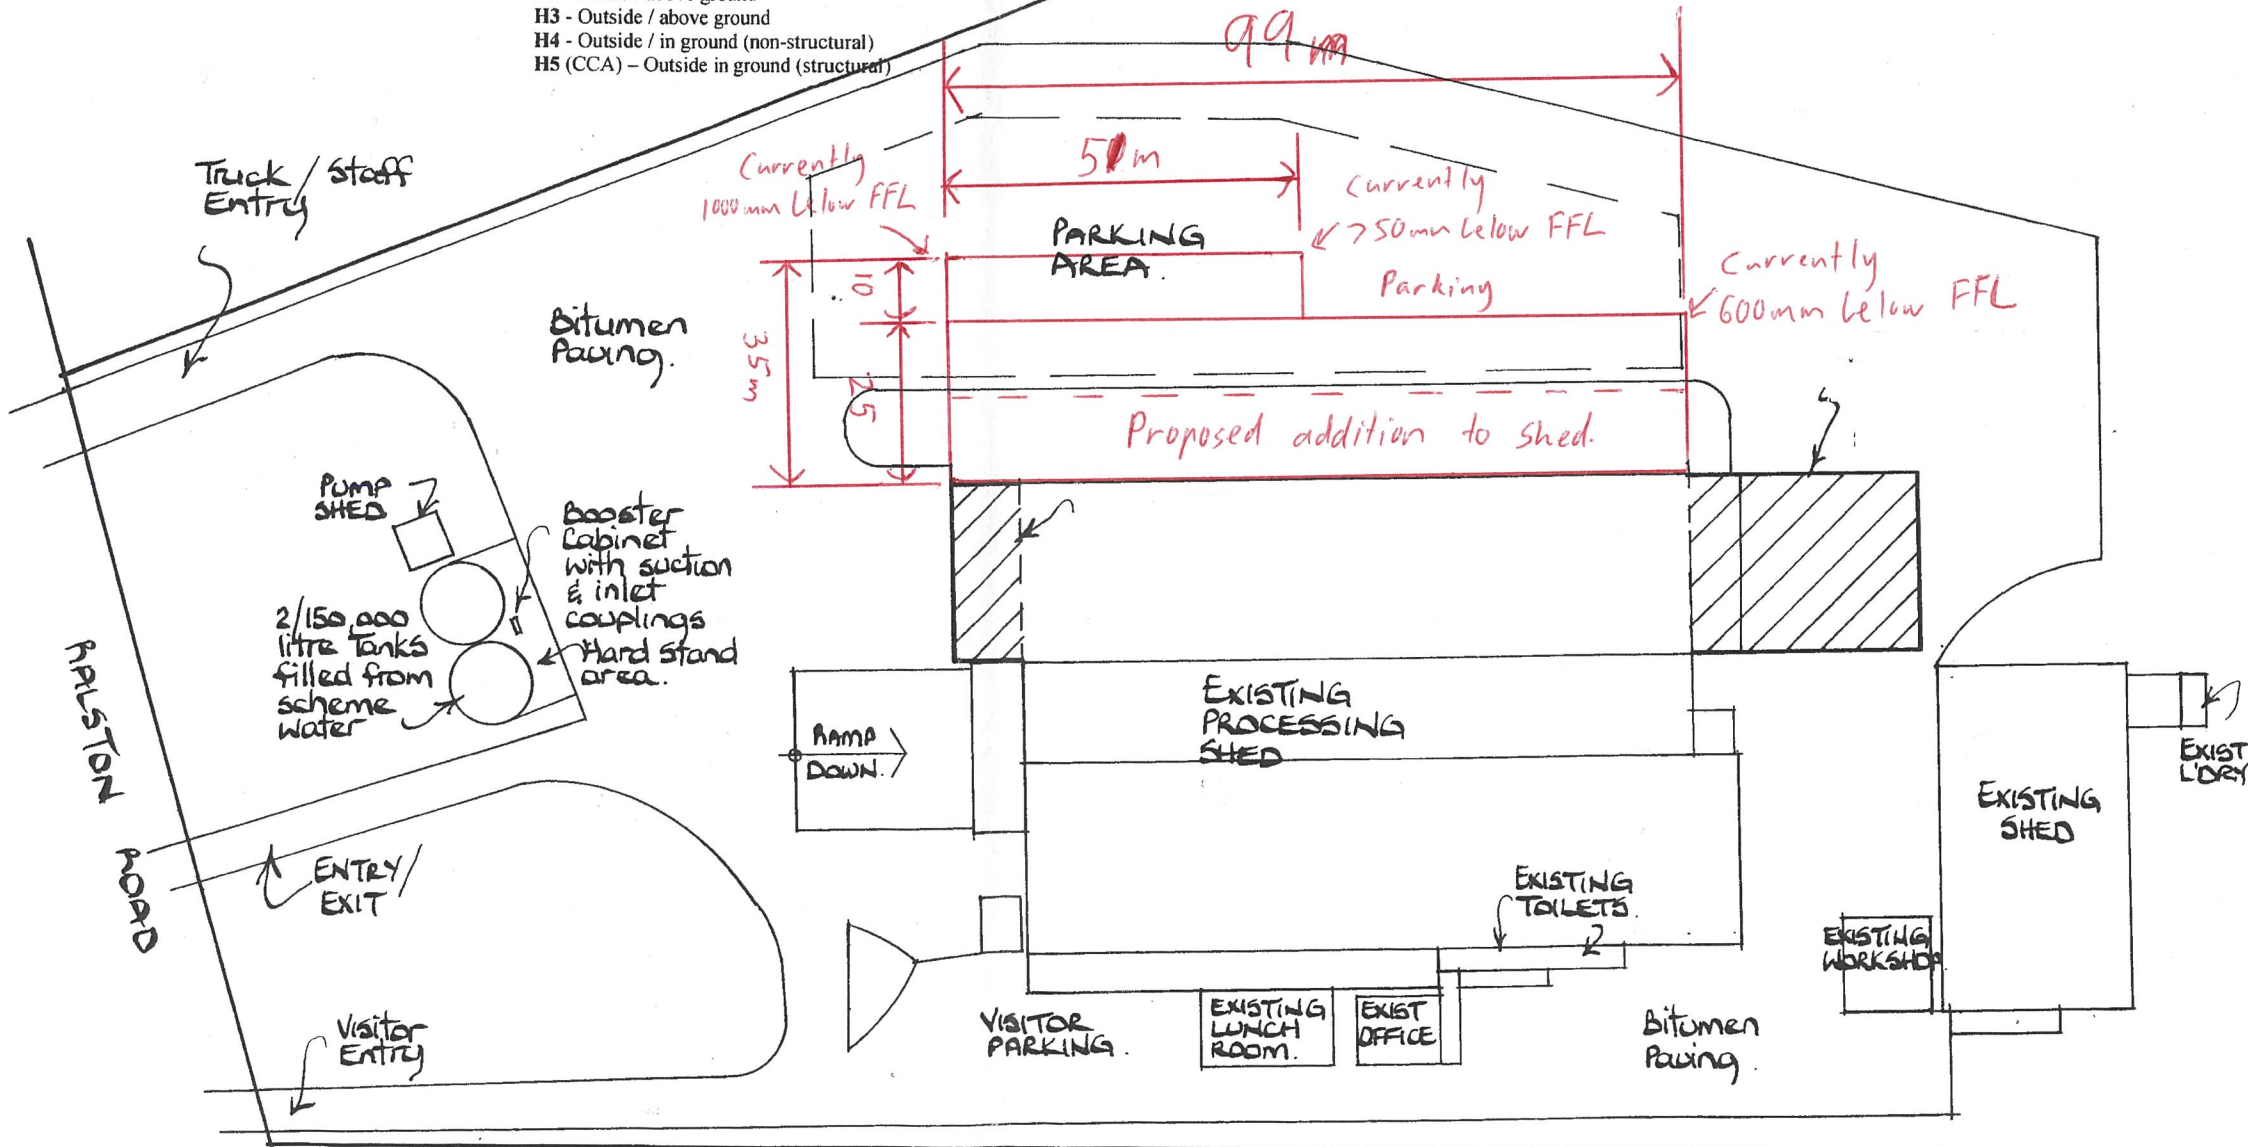 H3 - Outside / above ground
H4 - Outside / in ground (non-structural)
H5 (CCA) – Outside in ground (structural)
99 m
51 m
Currently
1000mm below FFL
Currently
750mm below FFL
Currently
600mm below FFL
Truck / Staff
Entry
PARKING
AREA.
Parking
10
35m
25
Bitumen
Paving.
Proposed addition to shed.
PUMP
SHED
Booster
Cabinet
with suction
& inlet
couplings
Hard Stand
area.
2/150,000
litre Tanks
filled from
scheme
water
RALSTON
ROAD
RAMP
DOWN.
EXISTING
PROCESSING
SHED
EXIST
L'DRY
EXISTING
SHED
ENTRY/
EXIT
EXISTING
TOILETS.
EXISTING
WORKSHOP
Visitor
Entry
VISITOR
PARKING.
EXISTING
LUNCH
ROOM.
EXIST
OFFICE
Bitumen
Paving.